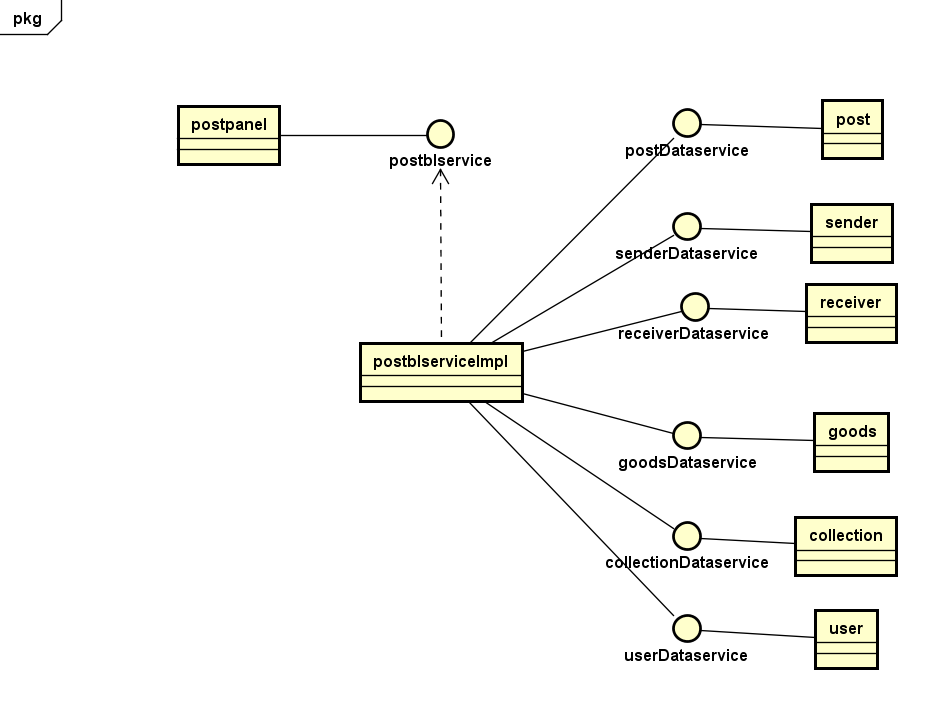 pkg
postpanel
postblservice
postDataservice
post
senderDataservice
sender
receiverDataservice
receiver
postblserviceImpl
goodsDataservice
goods
collectionDataservice
collection
userDataservice
user